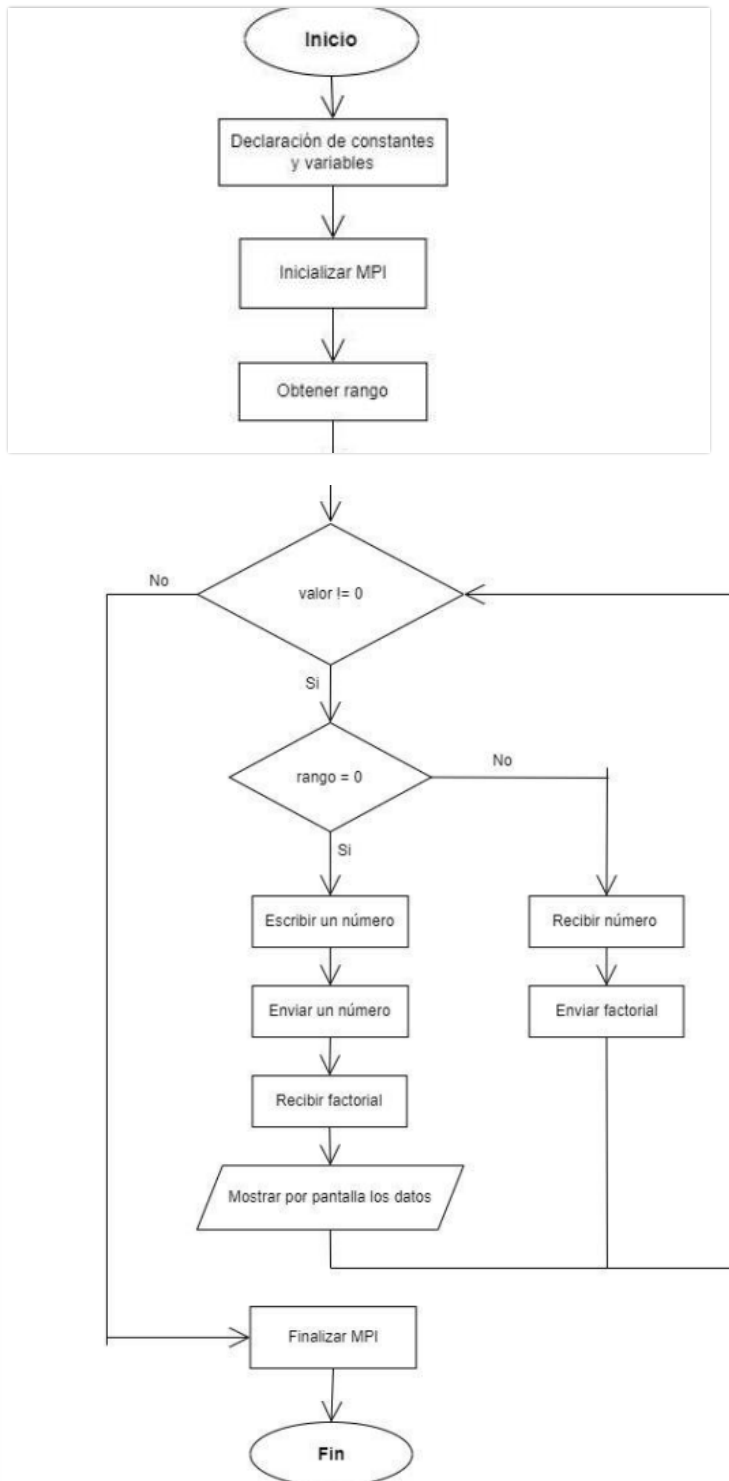 Inicio
Declaración de constantes
y variables
Inicializar MPI
Obtener rango
No
valor != 0
Si
rango = 0
No
Si
Escribir un número
Recibir número
Enviar un número
Enviar factorial
Recibir factorial
Mostrar por pantalla los datos
Finalizar MPI
Fin